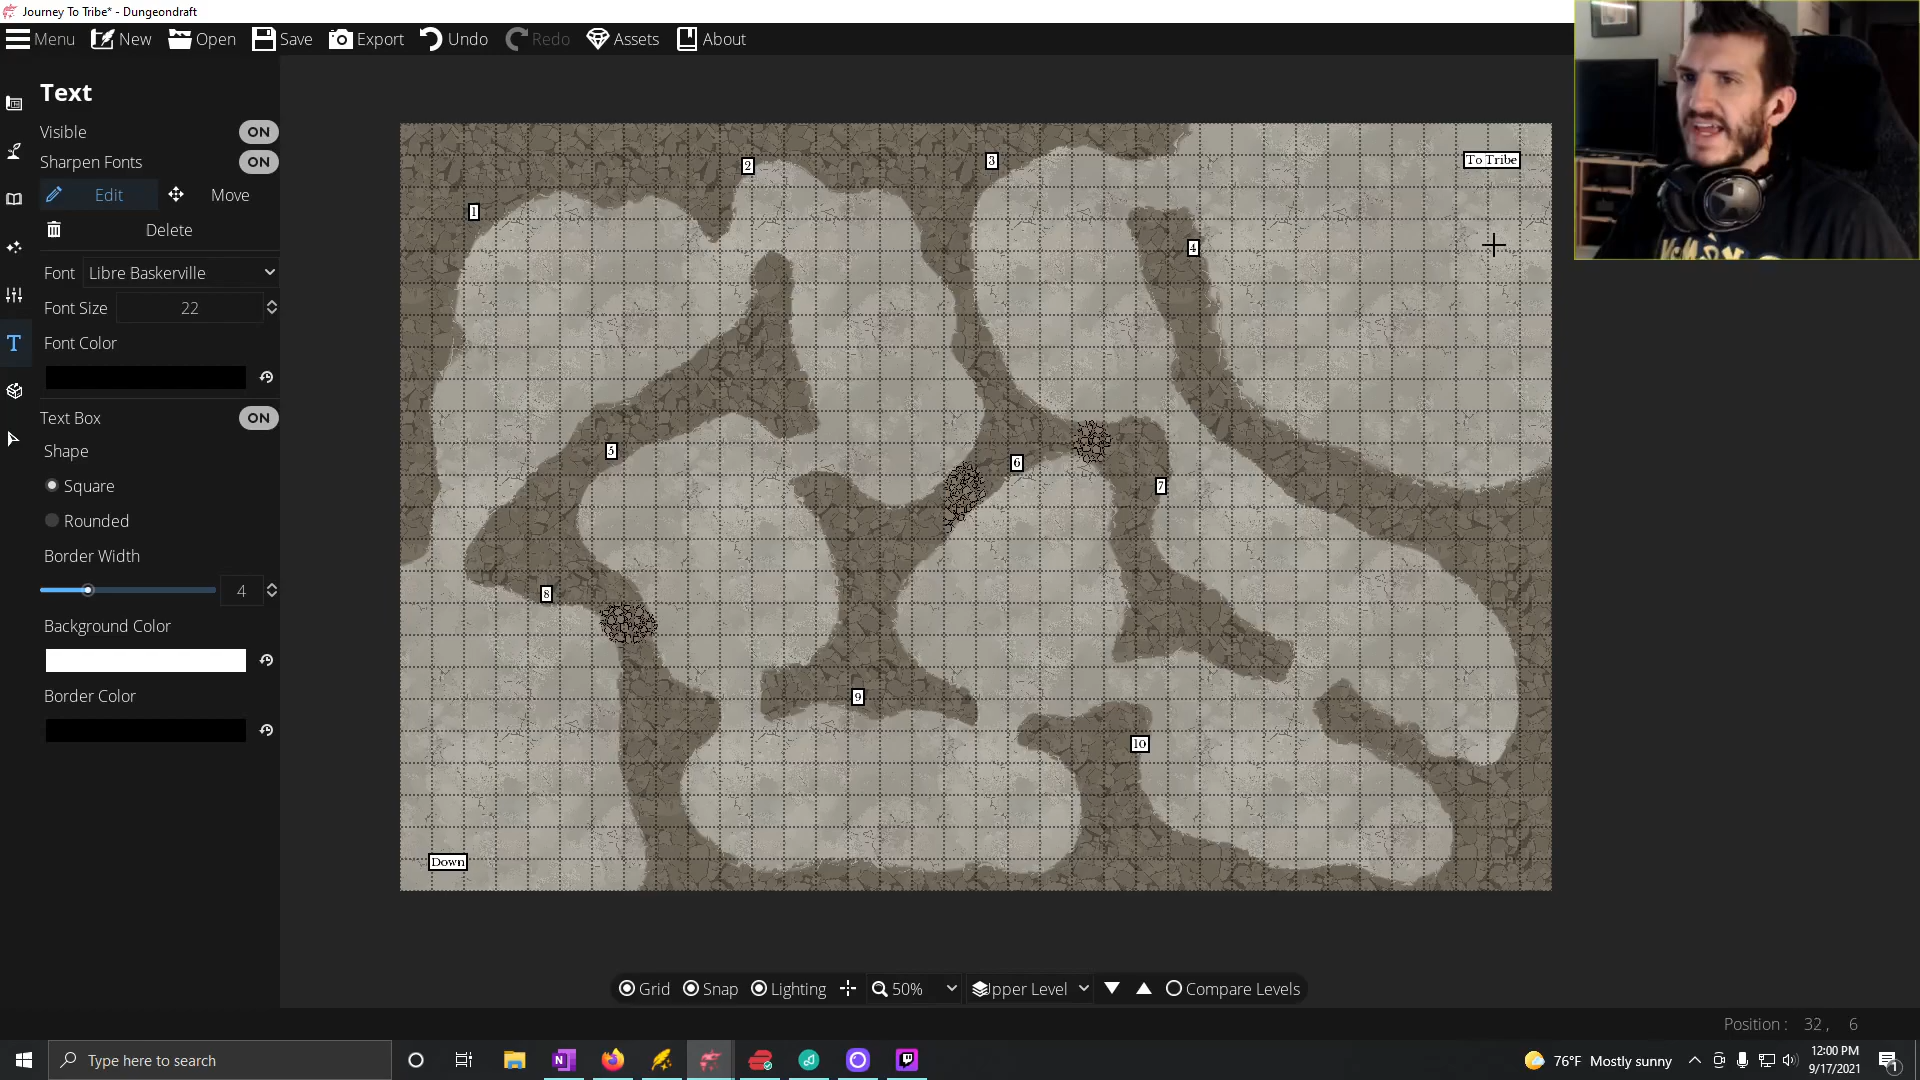 Journey To Tribe* - Dungeondraft
Menu New Open Save Export Undo Redo Assets About
Text
Visible ON
Sharpen Fonts ON
Edit Move
Delete
Font Libre Baskerville
Font Size 22
Font Color
Text Box ON
Shape
Square
Rounded
Border Width
4
Background Color
Border Color
To Tribe
1
2
3
4
5
6
7
8
9
10
Down
Grid Snap Lighting 50% Upper Level Compare Levels
Position : 32, 6
Type here to search
76°F Mostly sunny
12:00 PM
9/17/2021
1